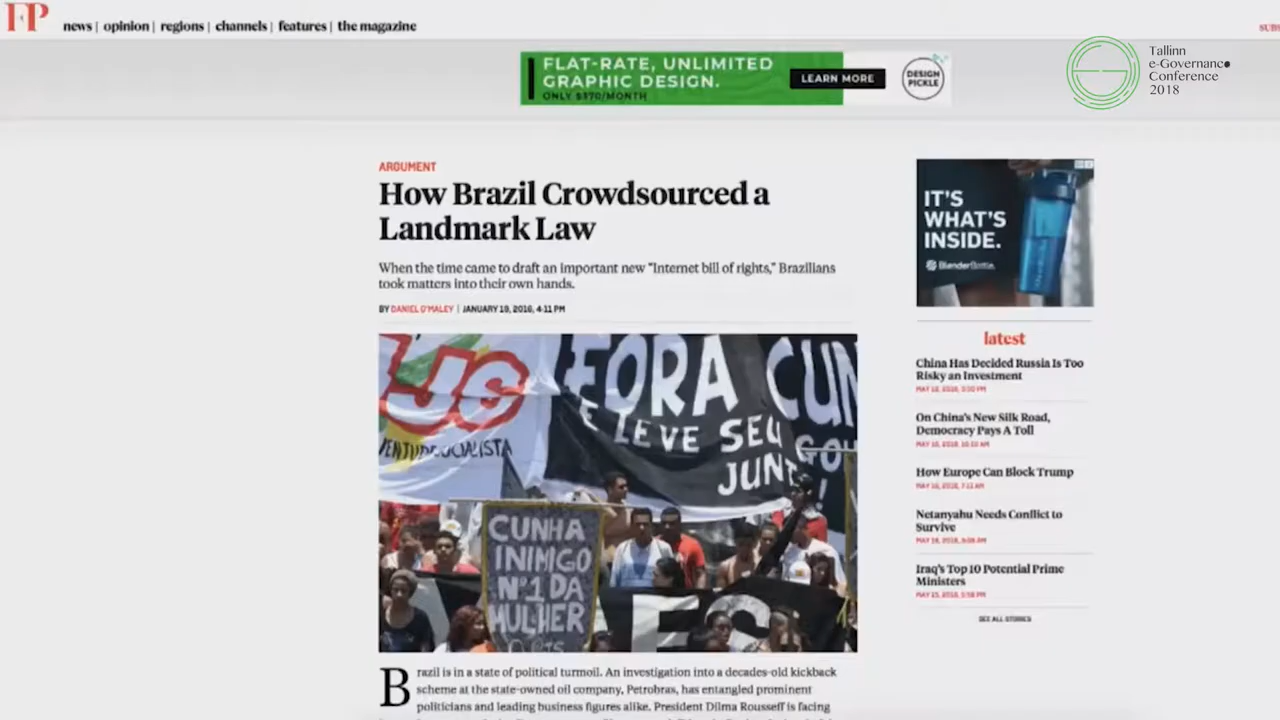 FP
news | opinion | regions | channels | features | the magazine
SUBS
FLAT-RATE, UNLIMITED
GRAPHIC DESIGN.
ONLY $370/MONTH
LEARN MORE
DESIGN
PICKLE
Tallinn
e-Governance
Conference
2018
ARGUMENT
How Brazil Crowdsourced a
Landmark Law
When the time came to draft an important new "Internet bill of rights," Brazilians
took matters into their own hands.
BY DANIEL O'MALEY | JANUARY 19, 2016, 4:11 PM
UJS
FORA CUN
E LEVE SEU
JUNT
!
CUNHA
INIMIGO
Nº1 DA
MULHER
Brazil is in a state of political turmoil. An investigation into a decades-old kickback
scheme at the state-owned oil company, Petrobras, has entangled prominent
politicians and leading business figures alike. President Dilma Rousseff is facing
IT'S
WHAT'S
INSIDE.
BlenderBottle.
latest
China Has Decided Russia Is Too
Risky an Investment
On China's New Silk Road,
Democracy Pays A Toll
How Europe Can Block Trump
Netanyahu Needs Conflict to
Survive
Iraq's Top 10 Potential Prime
Ministers
SEE ALL STORIES